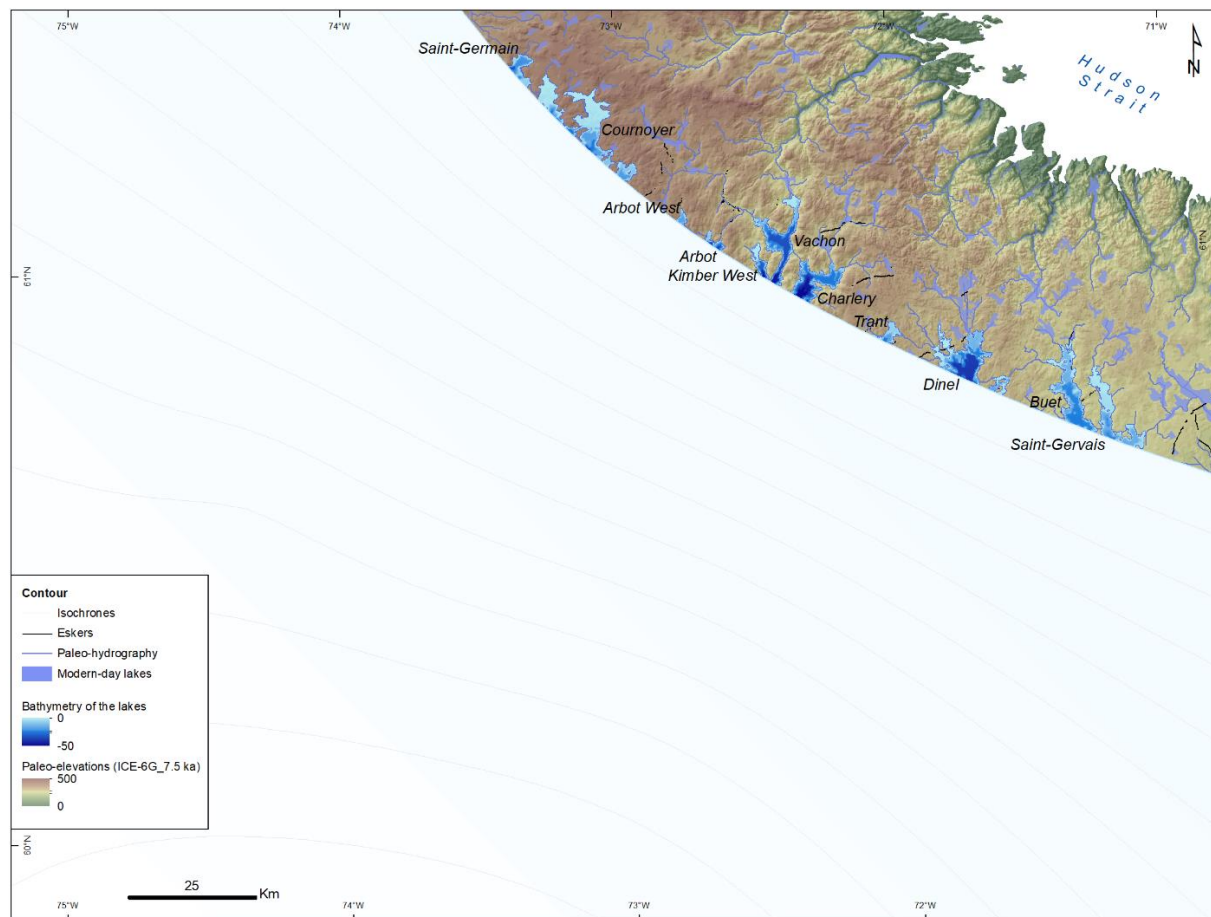 75°W
74°W
73°W
72°W
71°W
Saint-Germain
Hudson
Strait
N
Cournoyer
Arbot West
Vachon
61°N
Arbot
Kimber West
61°N
Charlery
Trant
Dinel
Buet
Saint-Gervais
Contour
Isochrones
Eskers
Paleo-hydrography
Modern-day lakes
Bathymetry of the lakes
0
-50
Paleo-elevations (ICE-6G_7.5 ka)
500
0
60°N
25
Km
75°W
74°W
73°W
72°W